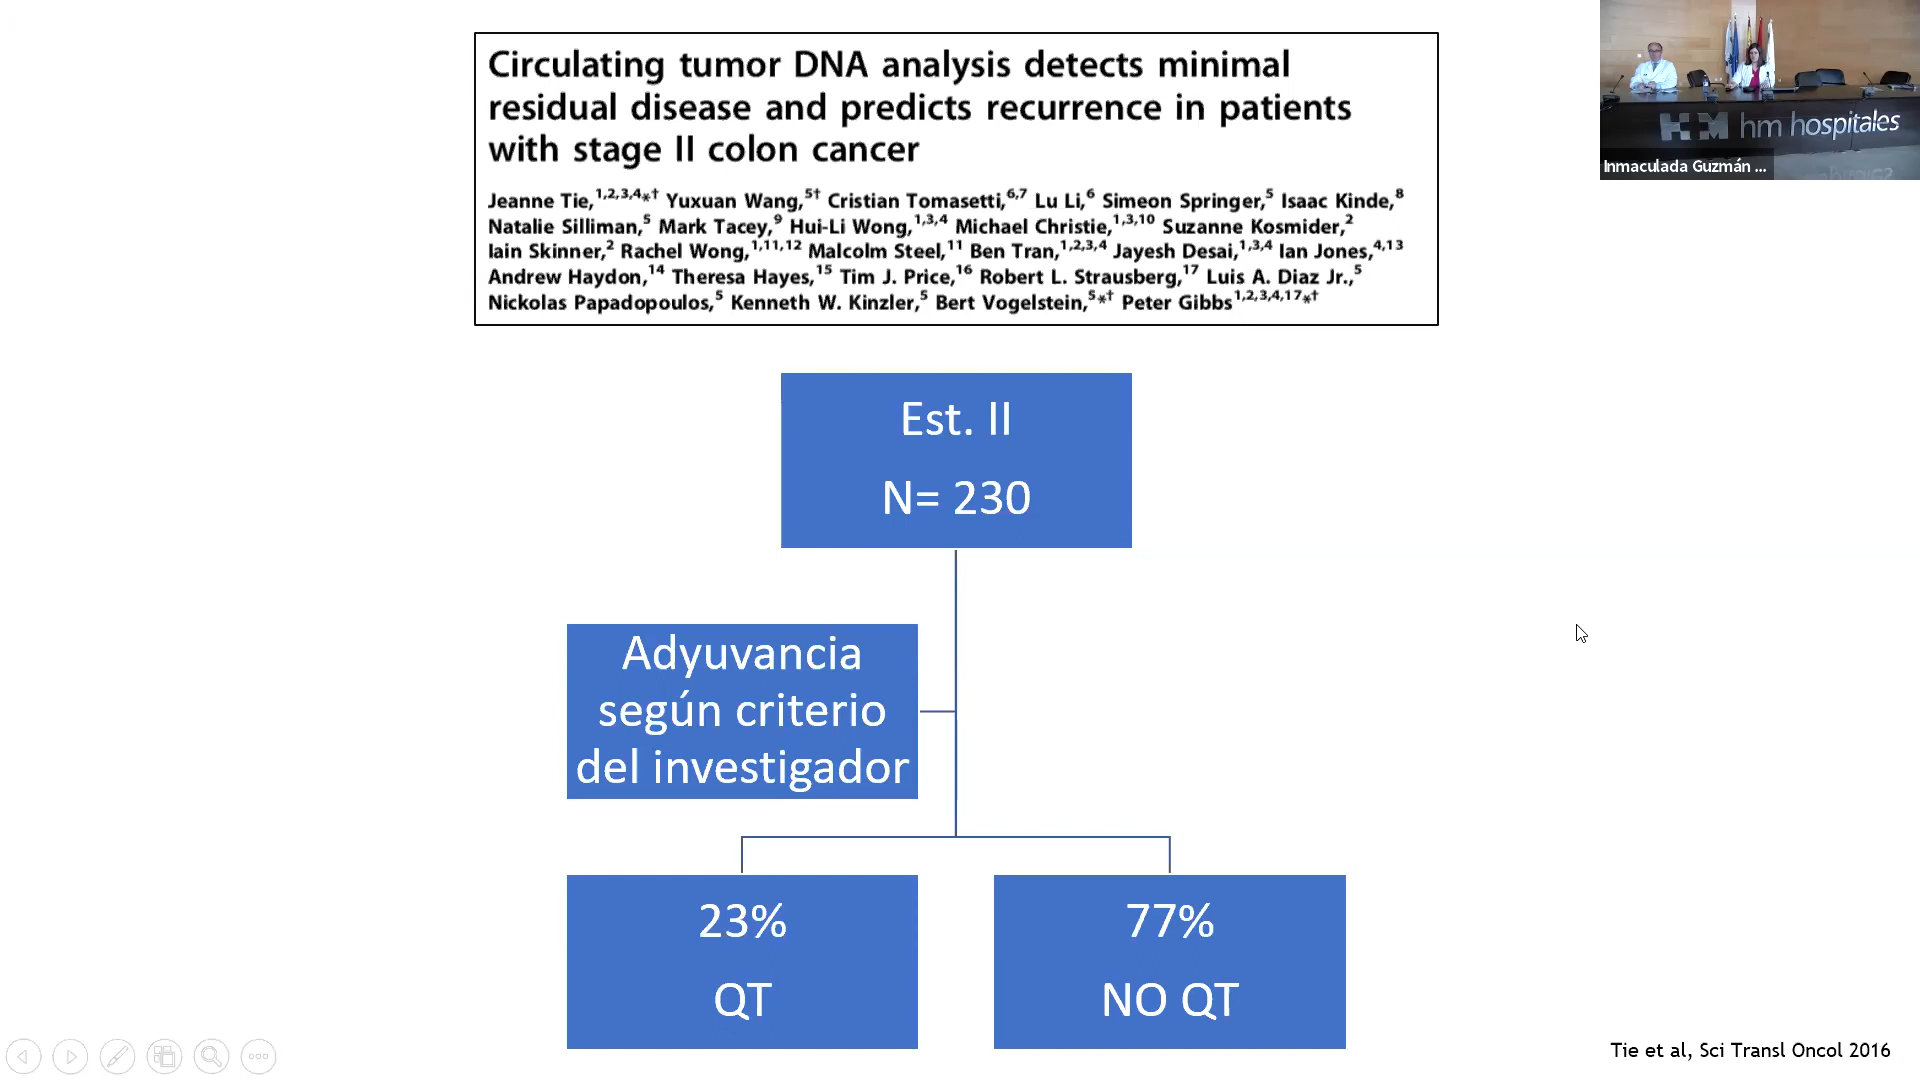 Circulating tumor DNA analysis detects minimal
residual disease and predicts recurrence in patients
with stage II colon cancer
Jeanne Tie,1,2,3,4*† Yuxuan Wang,5† Cristian Tomasetti,6,7 Lu Li,6 Simeon Springer,5 Isaac Kinde,8
Natalie Silliman,5 Mark Tacey,9 Hui-Li Wong,1,3,4 Michael Christie,1,3,10 Suzanne Kosmider,2
Iain Skinner,2 Rachel Wong,1,11,12 Malcolm Steel,11 Ben Tran,1,2,3,4 Jayesh Desai,1,3,4 Ian Jones,4,13
Andrew Haydon,14 Theresa Hayes,15 Tim J. Price,16 Robert L. Strausberg,17 Luis A. Diaz Jr.,5
Nickolas Papadopoulos,5 Kenneth W. Kinzler,5 Bert Vogelstein,5*† Peter Gibbs1,2,3,4,17*†
hm hospitales
Inmaculada Guzmán ...
Est. II
N= 230
Adyuvancia
según criterio
del investigador
23%
QT
77%
NO QT
Tie et al, Sci Transl Oncol 2016